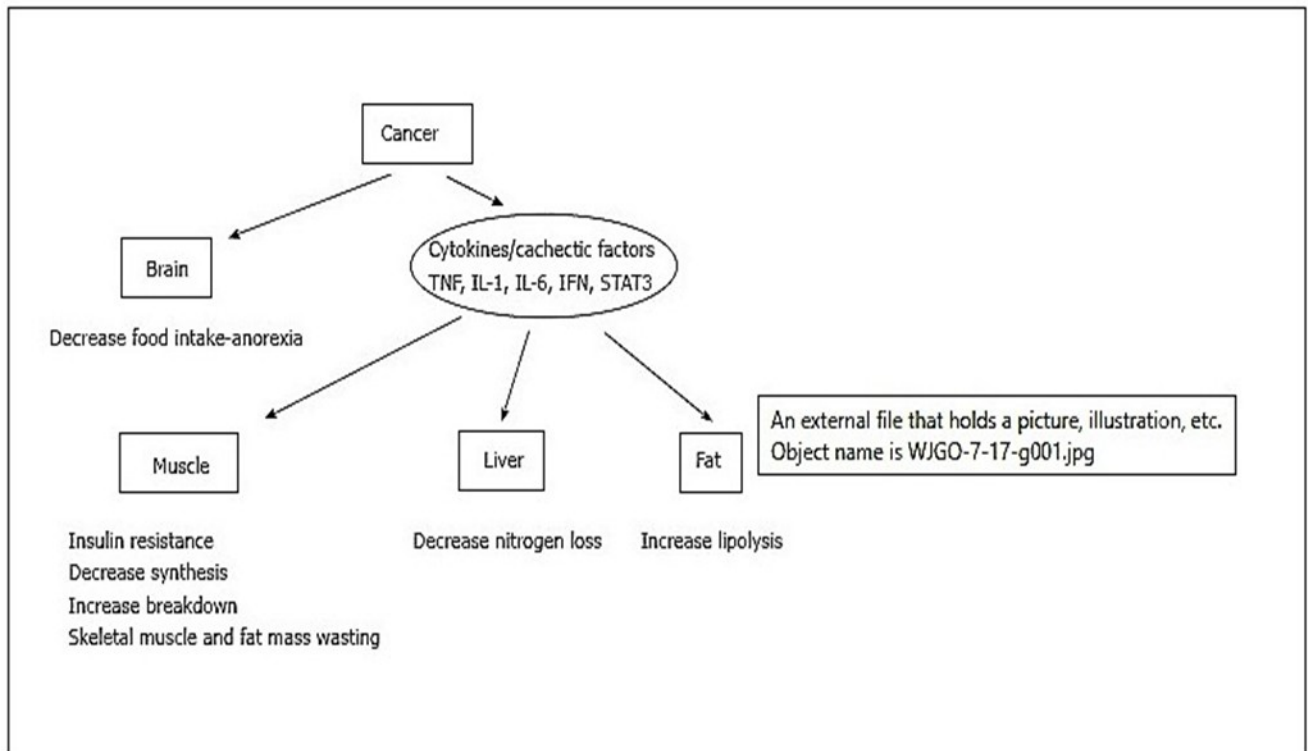 Cancer
Brain
Cytokines/cachectic factors
TNF, IL-1, IL-6, IFN, STAT3
Decrease food intake-anorexia
Muscle
Liver
Fat
An external file that holds a picture, illustration, etc.
Object name is WJGO-7-17-g001.jpg
Insulin resistance
Decrease synthesis
Increase breakdown
Skeletal muscle and fat mass wasting
Decrease nitrogen loss
Increase lipolysis